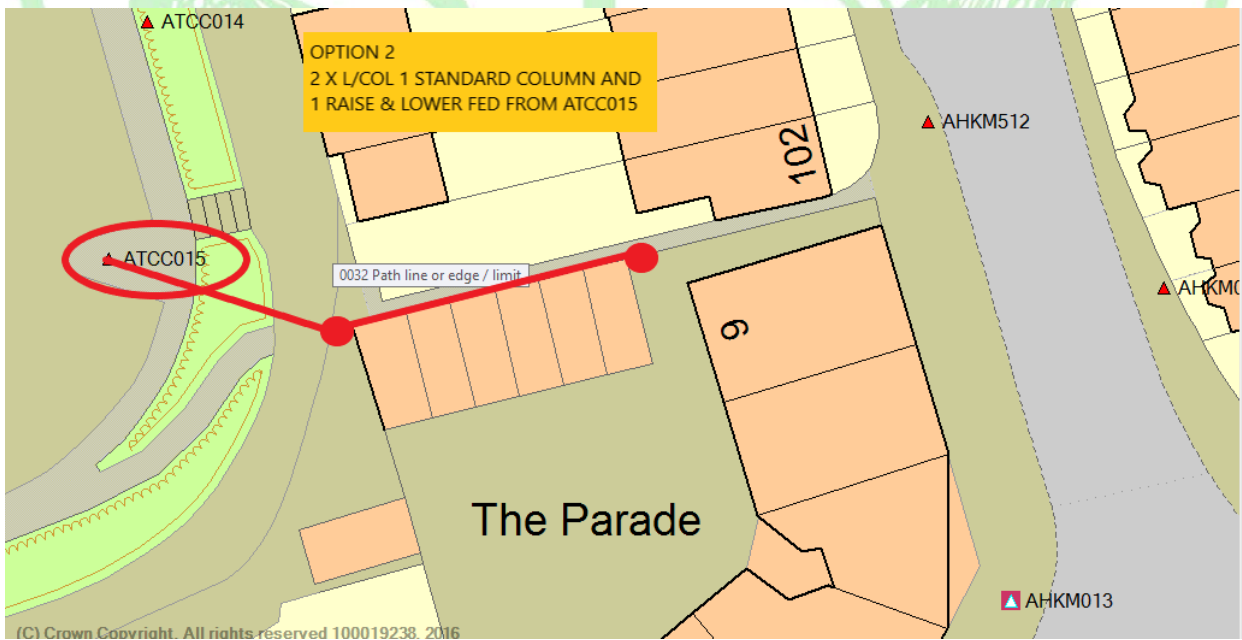 ATCC014
OPTION 2
2 X L/COL 1 STANDARD COLUMN AND
1 RAISE & LOWER FED FROM ATCC015
AHKM512
102
ATCC015
0032 Path line or edge / limit
9
The Parade
AHKM013
(C) Crown Copyright. All rights reserved 100019238, 2016